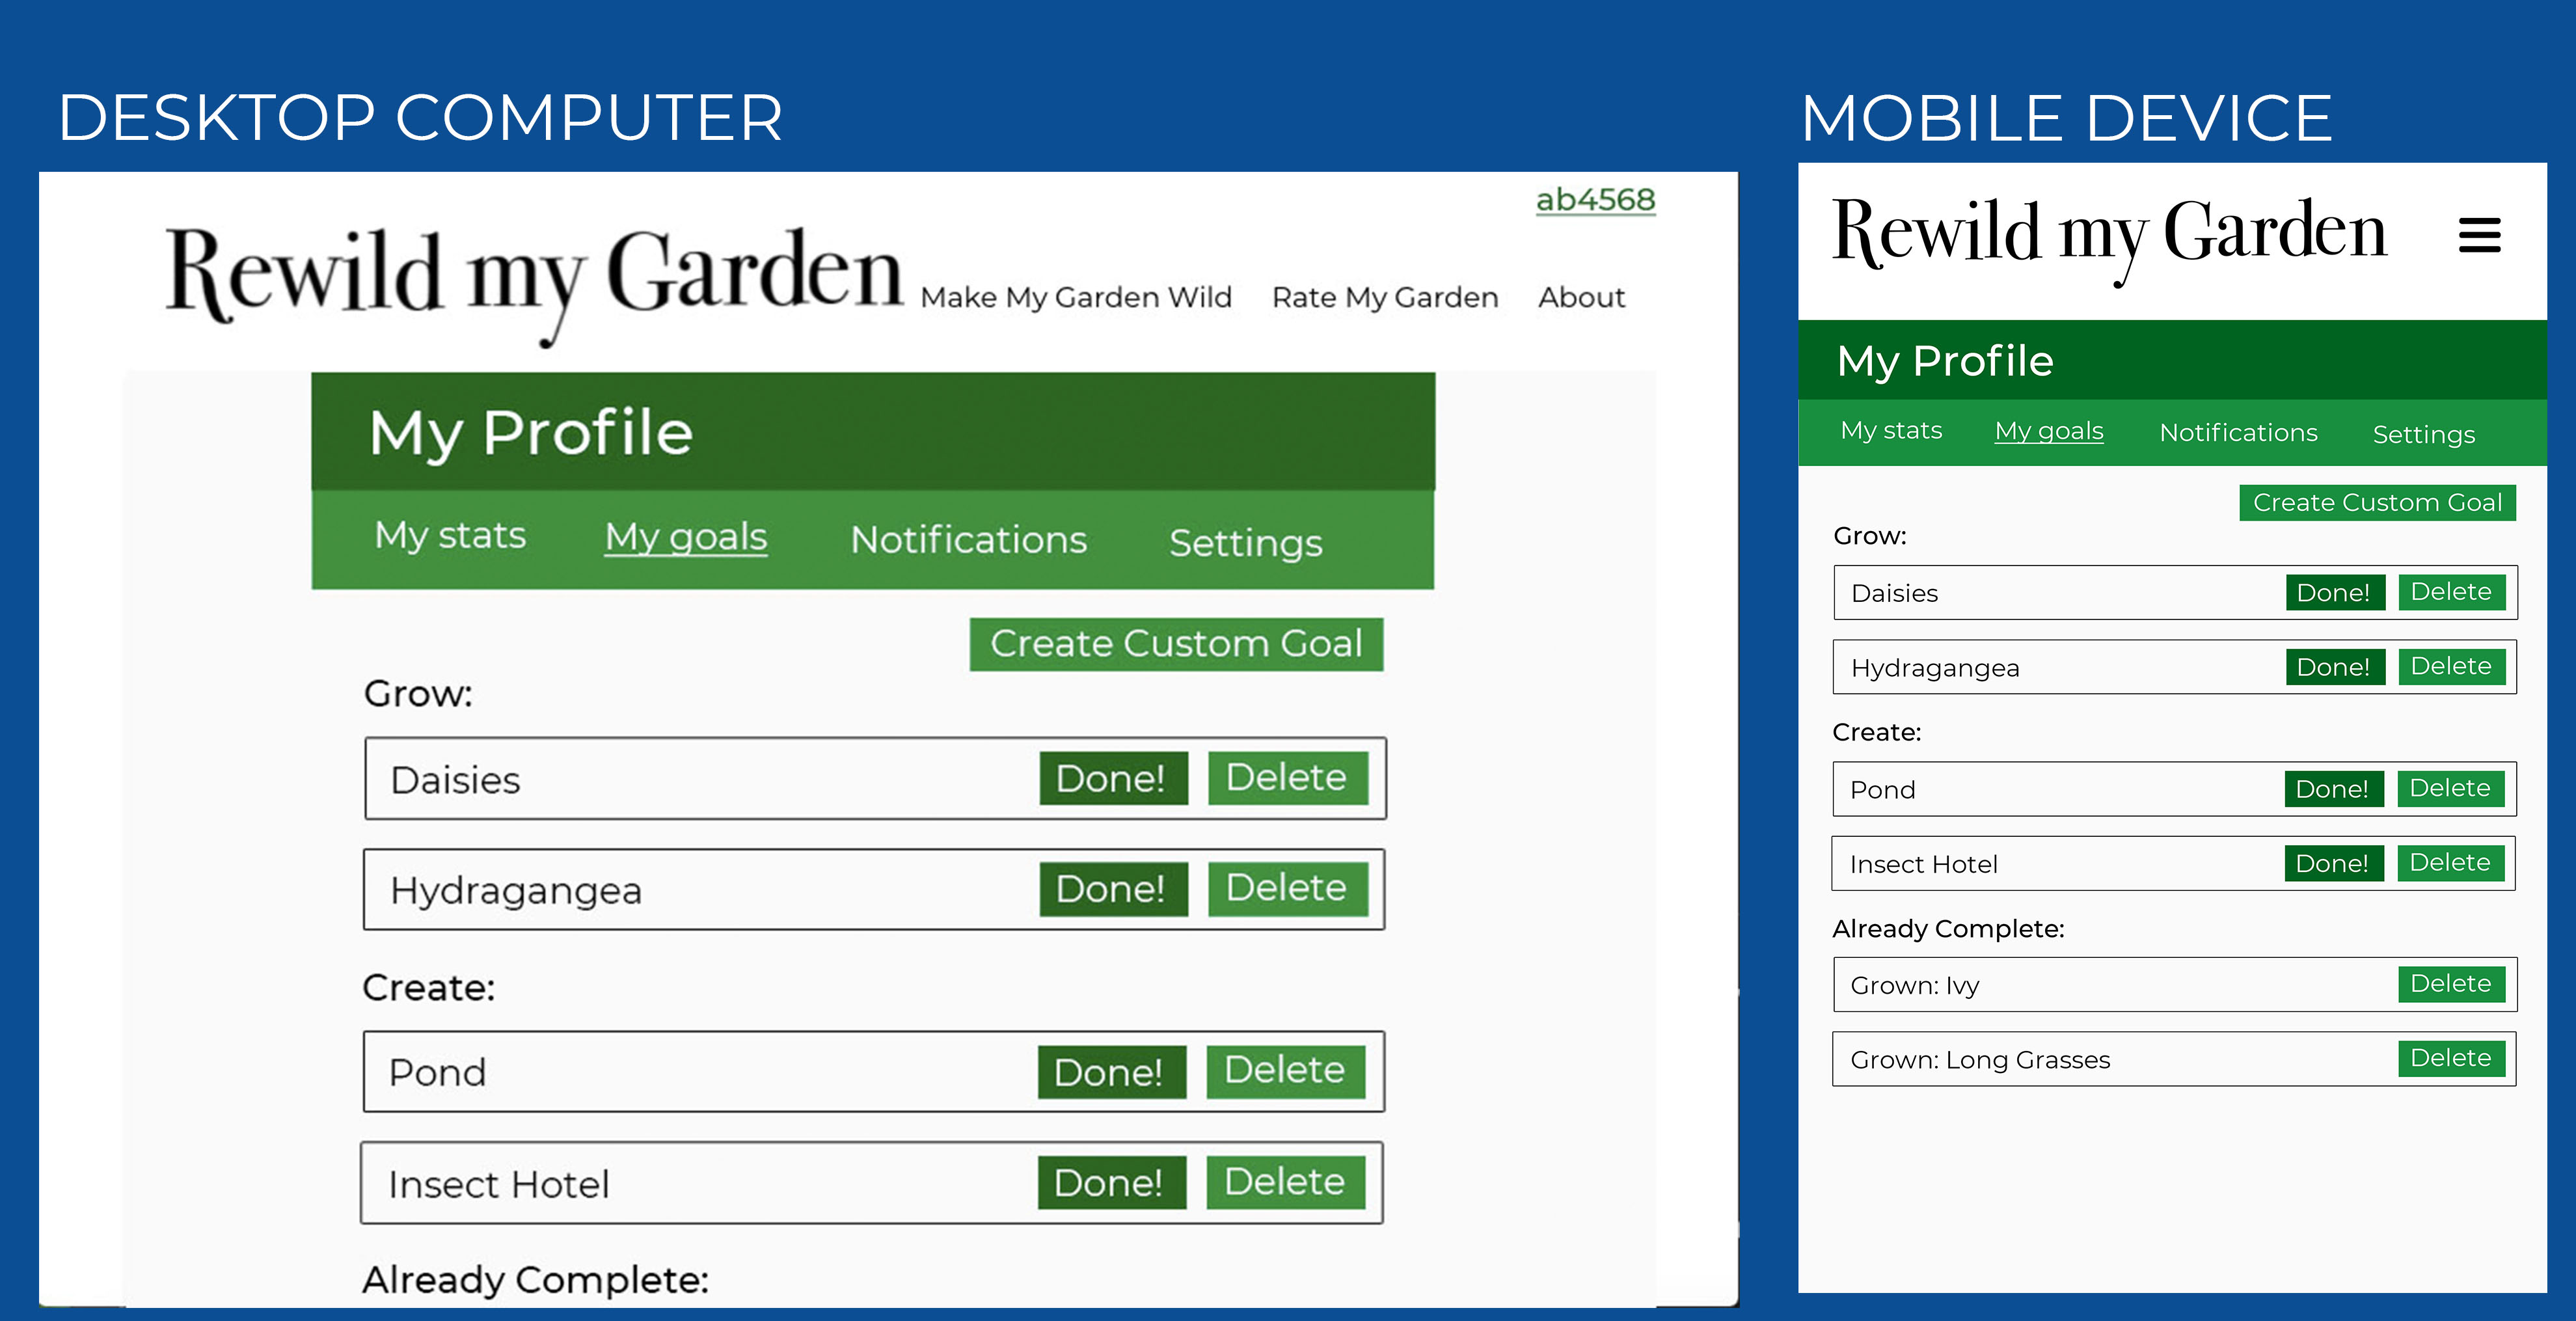 DESKTOP COMPUTER
ab4568
Rewild my Garden
Make My Garden Wild Rate My Garden About
My Profile
My stats My goals Notifications Settings
Create Custom Goal
Grow:
Daisies Done! Delete
Hydragangea Done! Delete
Create:
Pond Done! Delete
Insect Hotel Done! Delete
Already Complete:
MOBILE DEVICE
Rewild my Garden
My Profile
My stats My goals Notifications Settings
Create Custom Goal
Grow:
Daisies Done! Delete
Hydragangea Done! Delete
Create:
Pond Done! Delete
Insect Hotel Done! Delete
Already Complete:
Grown: Ivy Delete
Grown: Long Grasses Delete